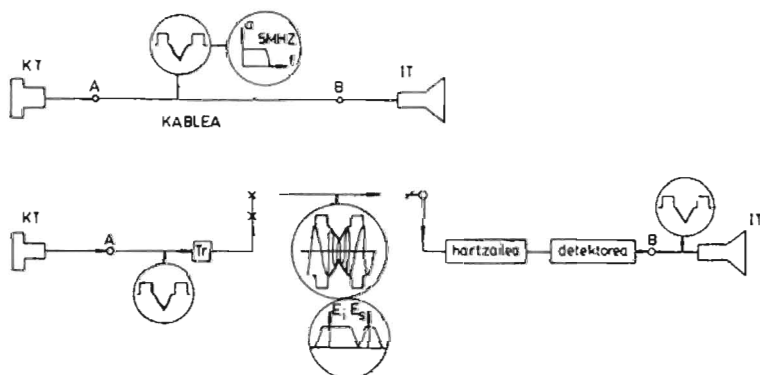 a
5MHZ
f
KT
A
B
IT
KABLEA
KT
A
Tr
hartzailea
detektorea
B
IT
Ei Es